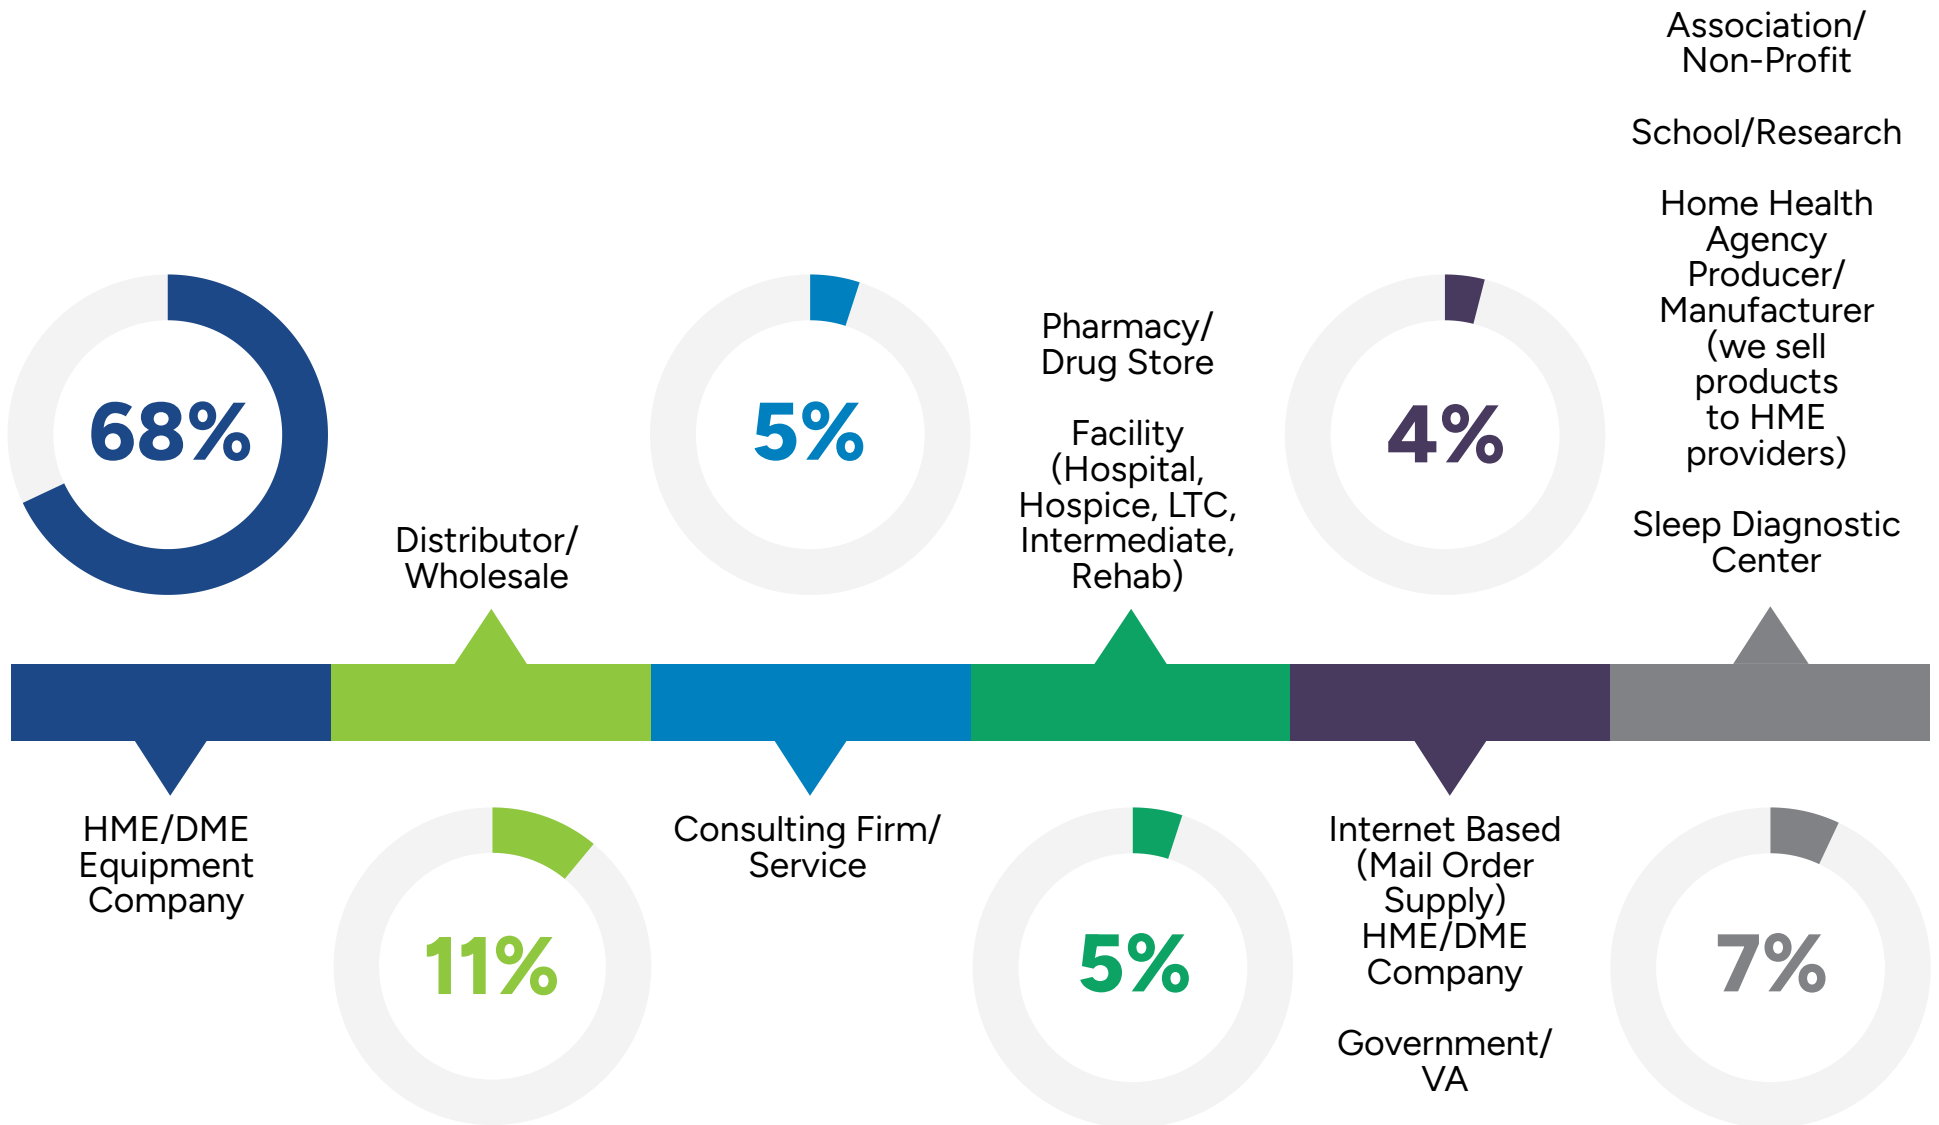 68%
HME/DME
Equipment
Company
Distributor/
Wholesale
11%
5%
Consulting Firm/
Service
Pharmacy/
Drug Store
Facility
(Hospital,
Hospice, LTC,
Intermediate,
Rehab)
5%
4%
Internet Based
(Mail Order
Supply)
HME/DME
Company
Government/
VA
Association/
Non-Profit
School/Research
Home Health
Agency
Producer/
Manufacturer
(we sell
products
to HME
providers)
Sleep Diagnostic
Center
7%